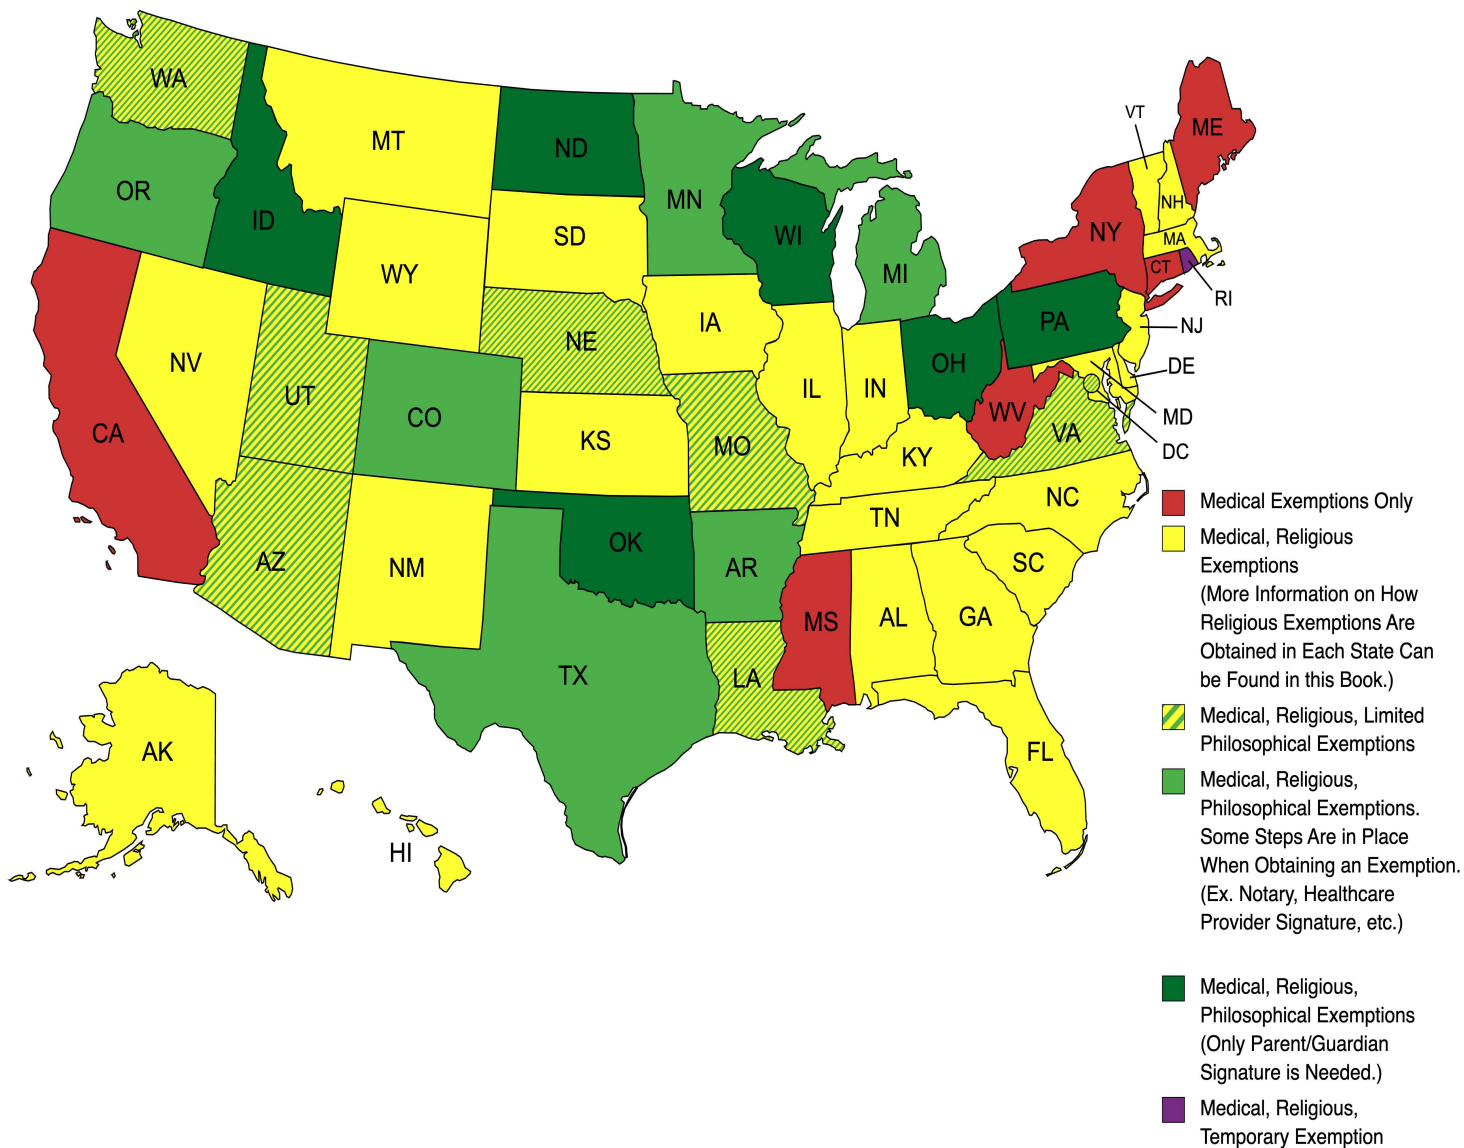 WA
MT
ND
MN
OR
ID
SD
WI
MI
WY
NE
IA
NV
UT
CO
KS
MO
IL
IN
OH
CA
AZ
NM
OK
AR
TX
LA
MS
AL
GA
TN
KY
WV
VA
NC
SC
FL
PA
NY
VT
NH
ME
MA
CT
RI
NJ
DE
MD
DC
AK
HI
Medical Exemptions Only
Medical, Religious
Exemptions
(More Information on How
Religious Exemptions Are
Obtained in Each State Can
be Found in this Book.)
Medical, Religious, Limited
Philosophical Exemptions
Medical, Religious,
Philosophical Exemptions.
Some Steps Are in Place
When Obtaining an Exemption.
(Ex. Notary, Healthcare
Provider Signature, etc.)
Medical, Religious,
Philosophical Exemptions
(Only Parent/Guardian
Signature is Needed.)
Medical, Religious,
Temporary Exemption